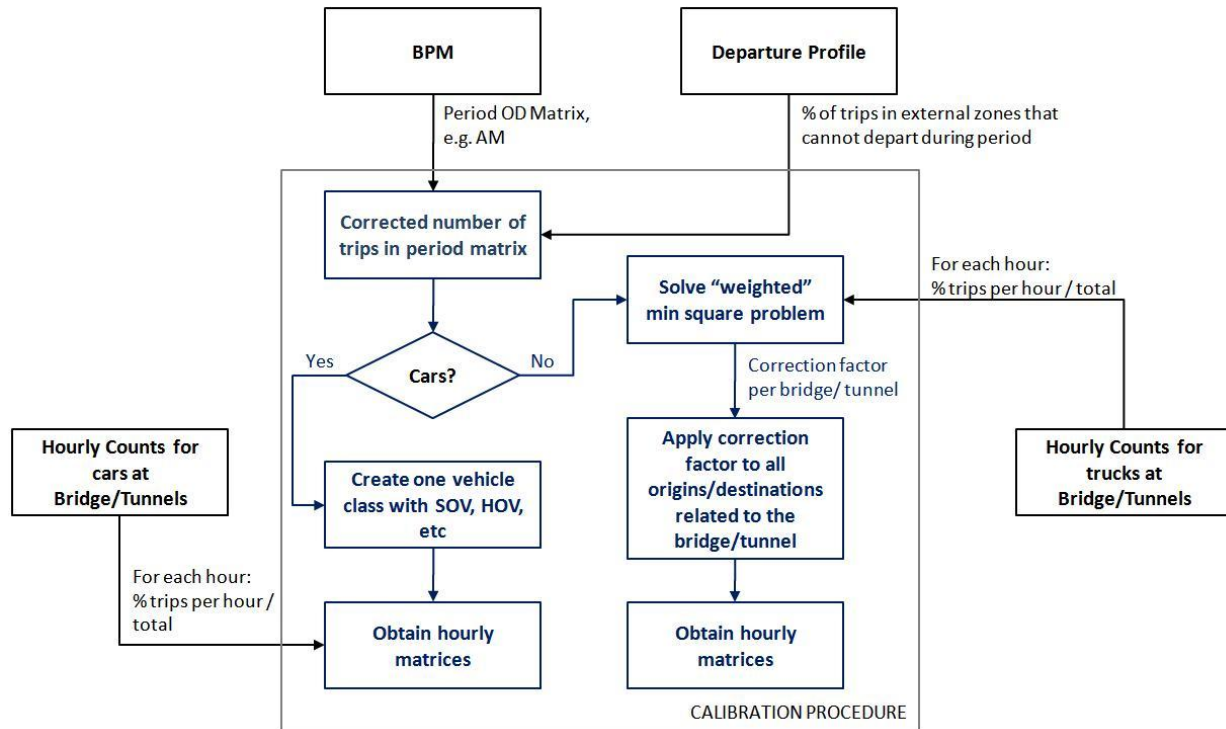 BPM
Departure Profile
Period OD Matrix,
e.g. AM
% of trips in external zones that
cannot depart during period
Corrected number of
trips in period matrix
Solve “weighted”
min square problem
For each hour:
% trips per hour / total
Yes
Cars?
No
Correction factor
per bridge/ tunnel
Hourly Counts for
cars at
Bridge/Tunnels
Create one vehicle
class with SOV, HOV,
etc
Apply correction
factor to all
origins/destinations
related to the
bridge/tunnel
Hourly Counts for
trucks at
Bridge/Tunnels
For each hour:
% trips per hour /
total
Obtain hourly
matrices
Obtain hourly
matrices
CALIBRATION PROCEDURE